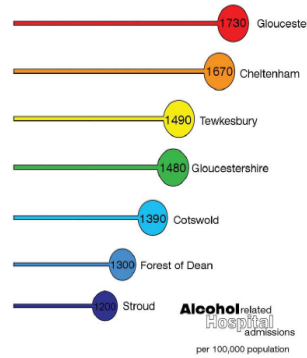 1730 Glouceste
1670 Cheltenham
1490 Tewkesbury
1480 Gloucestershire
1390 Cotswold
1300 Forest of Dean
1200 Stroud
Alcohol related
Hospital
admissions
per 100,000 population